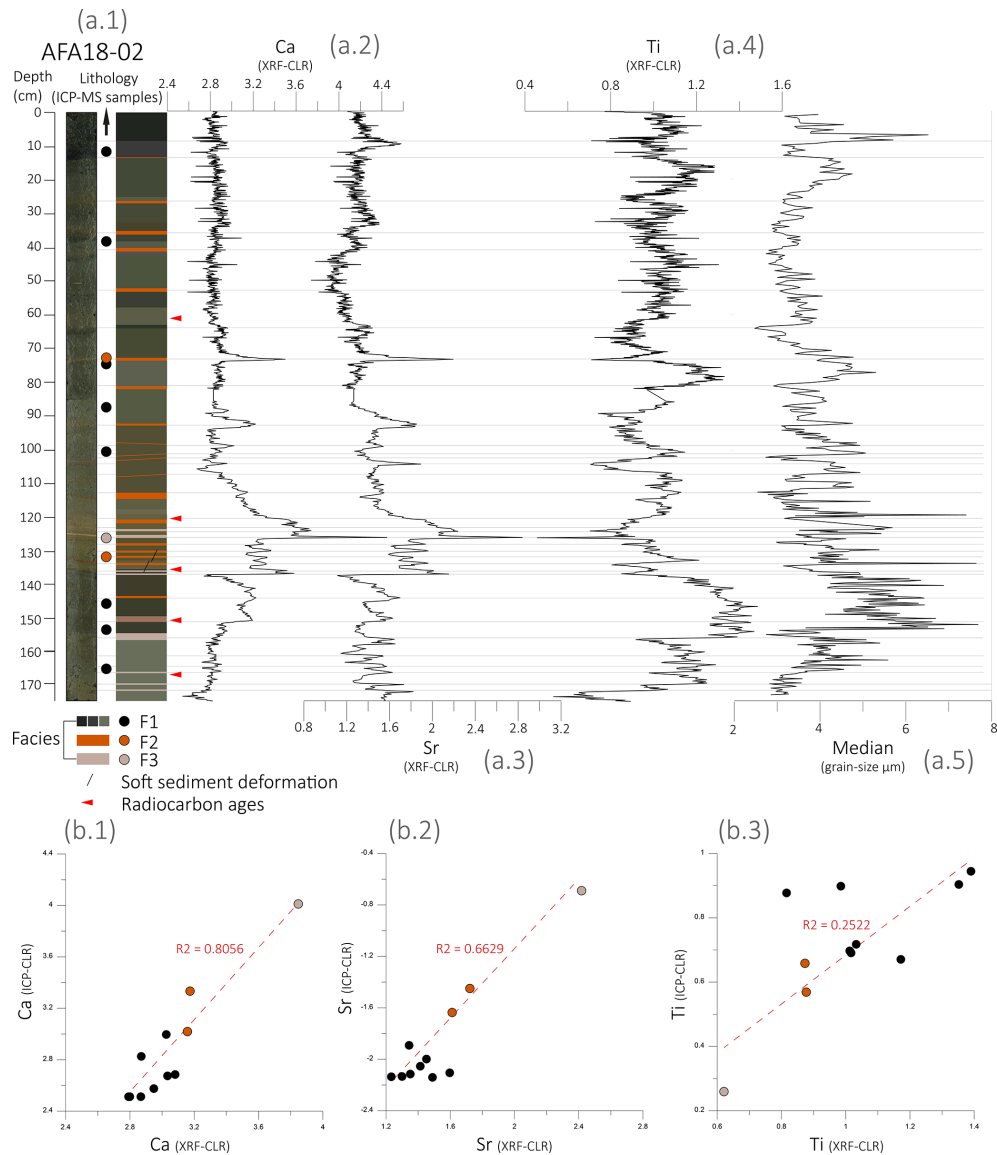 (a.1)
AFA18-02
Depth
(cm)
Lithology
(ICP-MS samples)
Ca
(XRF-CLR)
(a.2)
Ti
(XRF-CLR)
(a.4)
2.4 2.8 3.2 3.6 4 4.4
0.4 0.8 1.2 1.6
0
10
20
30
40
50
60
70
80
90
100
110
120
130
140
150
160
170
0.8 1.2 1.6 2 2.4 2.8 3.2
Sr
(XRF-CLR)
(a.3)
2 4 6 8
Median
(grain-size μm)
(a.5)
Facies
F1
F2
F3
Soft sediment deformation
Radiocarbon ages
(b.1)
4.4
4
3.6
3.2
2.8
2.4
Ca (ICP-CLR)
R2 = 0.8056
2.4 2.8 3.2 3.6 4
Ca (XRF-CLR)
(b.2)
-0.4
-0.8
-1.2
-1.6
-2
-2.4
Sr (ICP-CLR)
R2 = 0.6629
1.2 1.6 2 2.4 2.8
Sr (XRF-CLR)
(b.3)
1
0.8
0.6
0.4
0.2
Ti (ICP-CLR)
R2 = 0.2522
0.6 0.8 1 1.2 1.4
Ti (XRF-CLR)